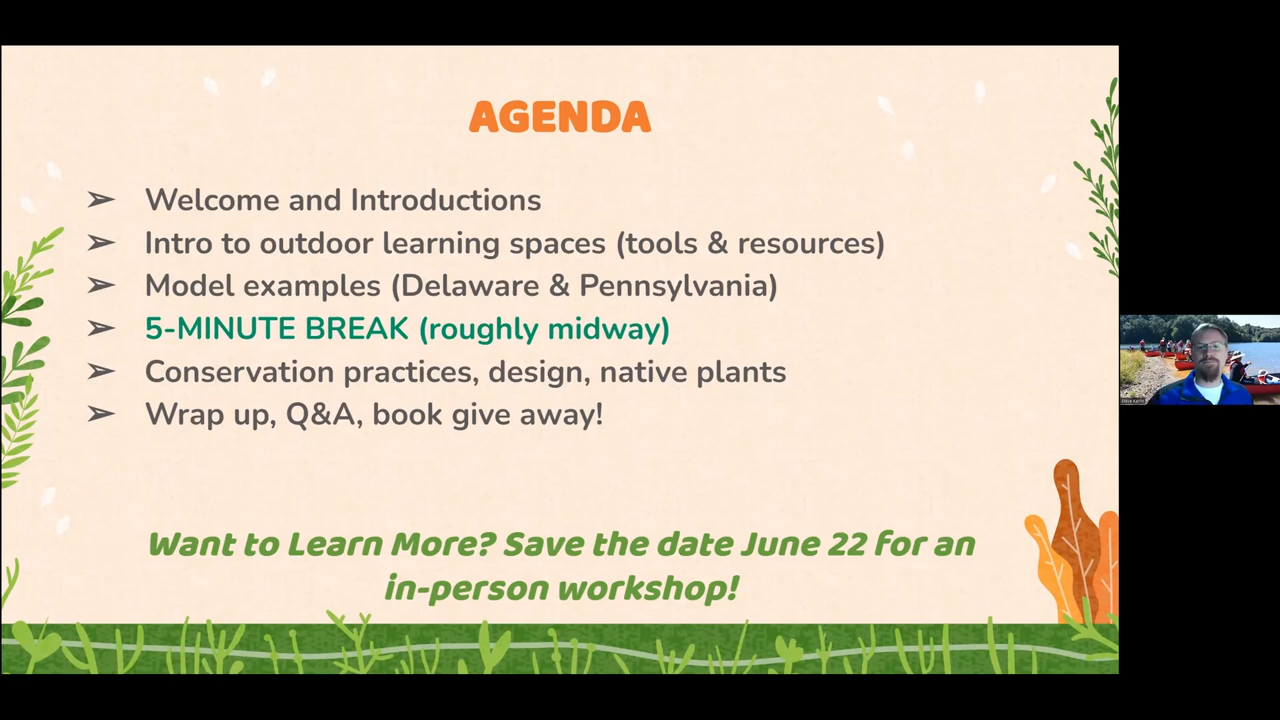 AGENDA
➢ Welcome and Introductions
➢ Intro to outdoor learning spaces (tools & resources)
➢ Model examples (Delaware & Pennsylvania)
➢ 5-MINUTE BREAK (roughly midway)
➢ Conservation practices, design, native plants
➢ Wrap up, Q&A, book give away!
Want to Learn More? Save the date June 22 for an
in-person workshop!